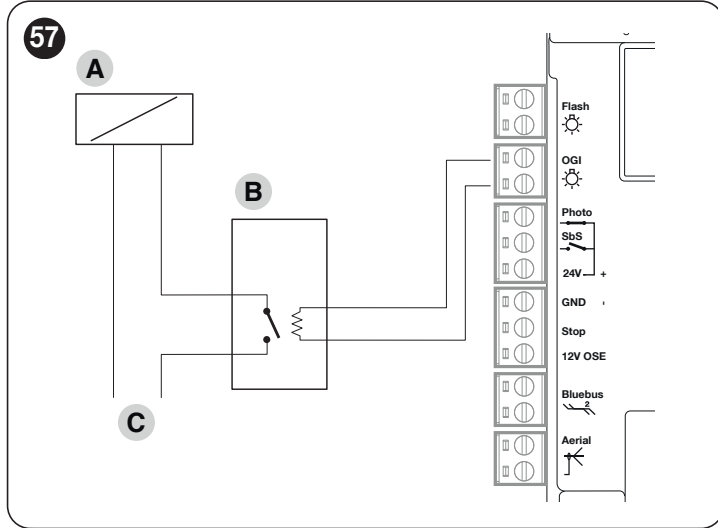 57
A
B
C
Flash
OGI
Photo
SbS
24V +
GND -
Stop
12V OSE
Bluebus
2
Aerial